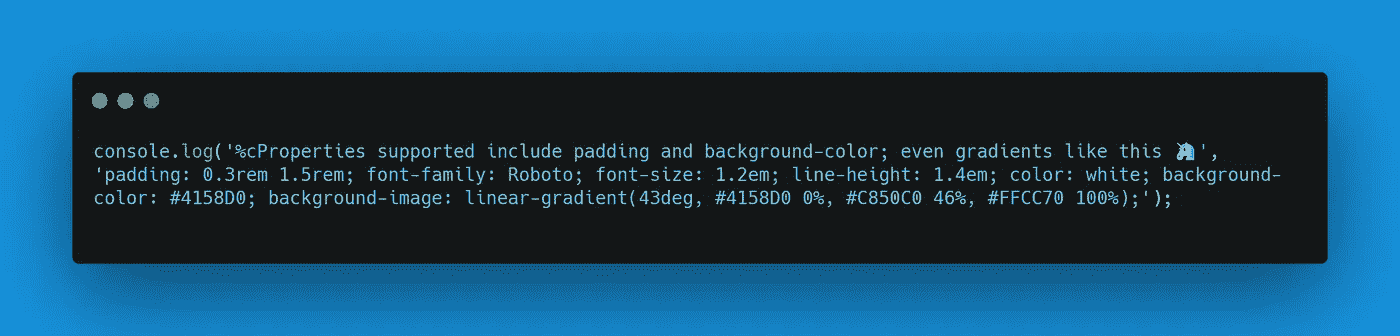 console.log('%cProperties supported include padding and background-color; even gradients like this 🦄',
'padding: 0.3rem 1.5rem; font-family: Roboto; font-size: 1.2em; line-height: 1.4em; color: white; background-
color: #4158D0; background-image: linear-gradient(43deg, #4158D0 0%, #C850C0 46%, #FFCC70 100%);');